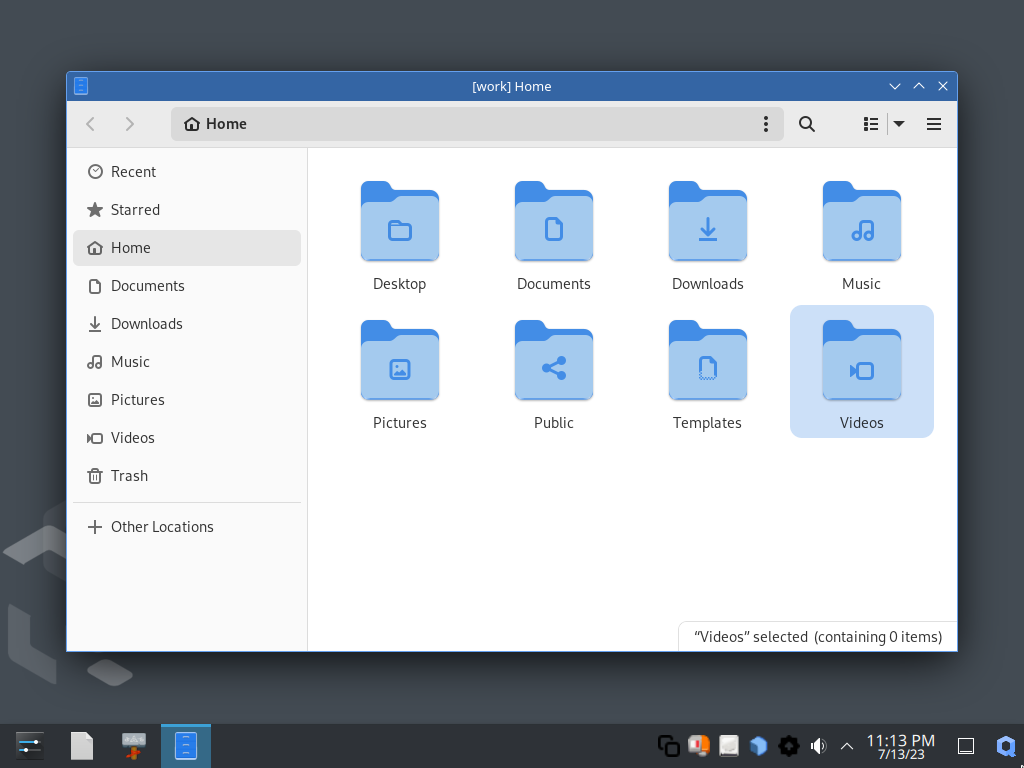 [work] Home
Home
Recent
Starred
Home
Documents
Downloads
Music
Pictures
Videos
Trash
Other Locations
Desktop
Documents
Downloads
Music
Pictures
Public
Templates
Videos
“Videos” selected (containing 0 items)
11:13 PM
7/13/23